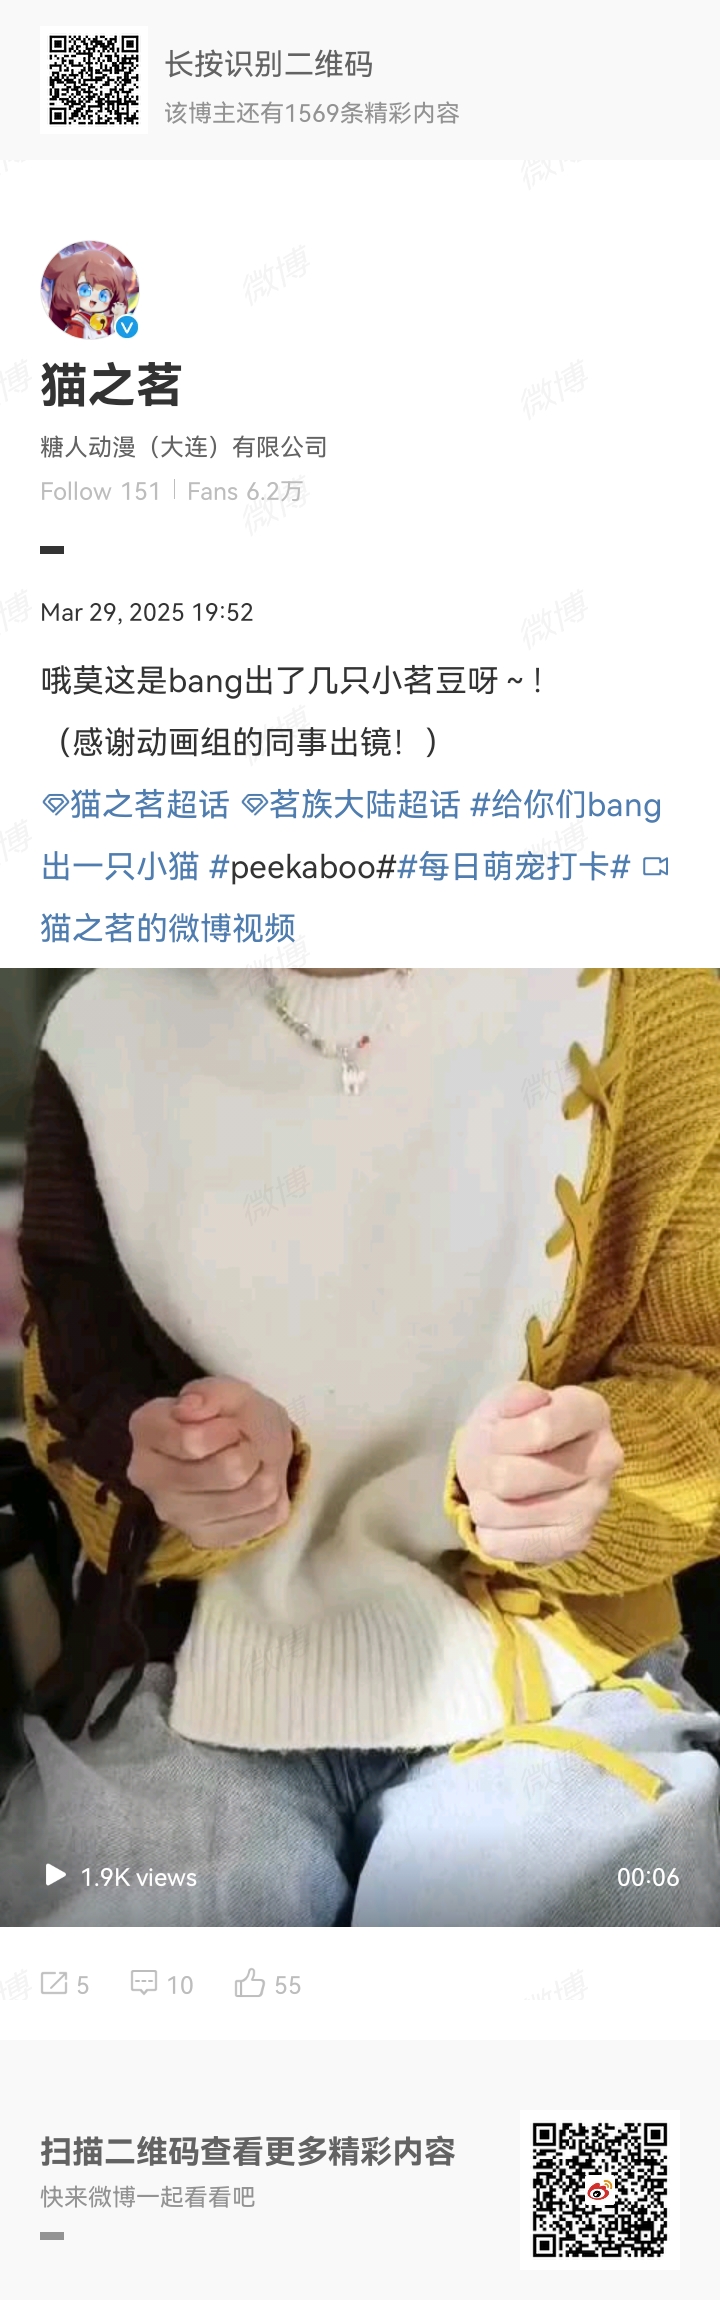 长按识别二维码
该博主还有1569条精彩内容
猫之茗
糖人动漫（大连）有限公司
Follow 151 | Fans 6.2万
Mar 29, 2025 19:52
哦莫这是bang出了几只小茗豆呀～！
（感谢动画组的同事出镜！）
猫之茗超话 茗族大陆超话 #给你们bang
出一只小猫 #peekaboo##每日萌宠打卡#
猫之茗的微博视频
1.9K views
00:06
5 10 55
扫描二维码查看更多精彩内容
快来微博一起看看吧
微博